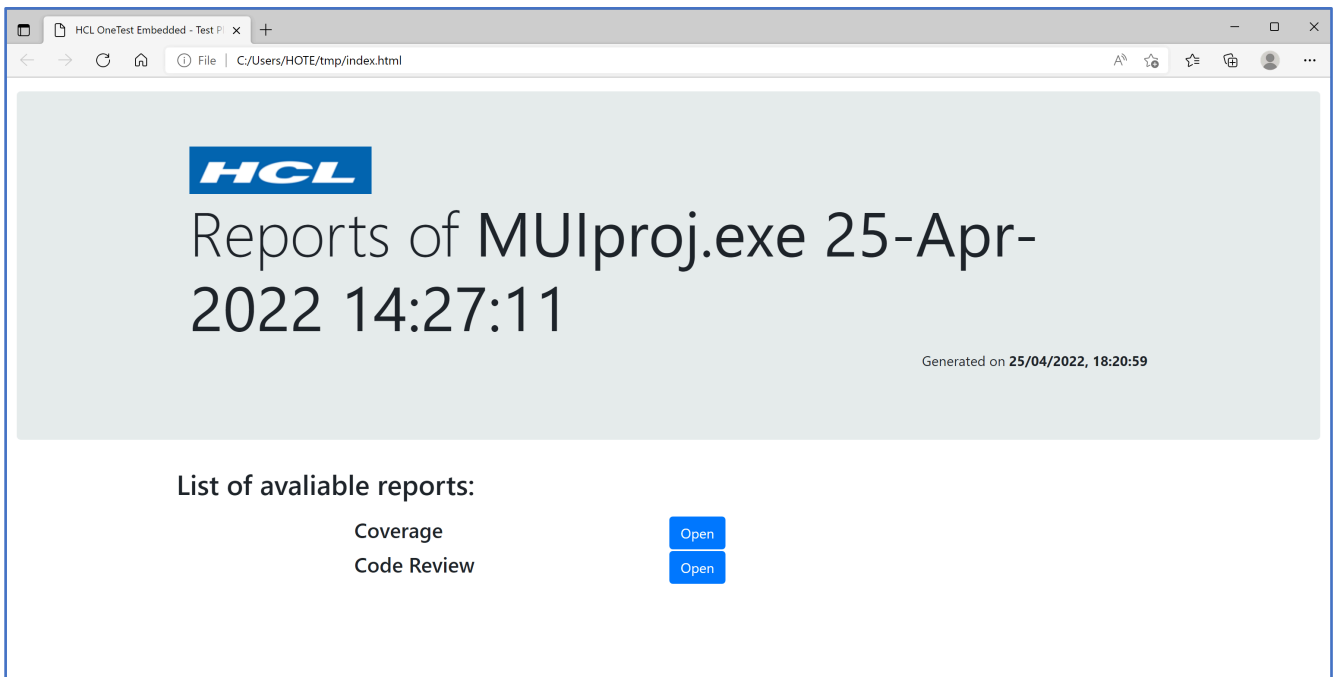 HCL OneTest Embedded - Test Pl
File | C:/Users/HOTE/tmp/index.html
HCL
Reports of MUIproj.exe 25-Apr-
2022 14:27:11
Generated on 25/04/2022, 18:20:59
List of avaliable reports:
Coverage Open
Code Review Open